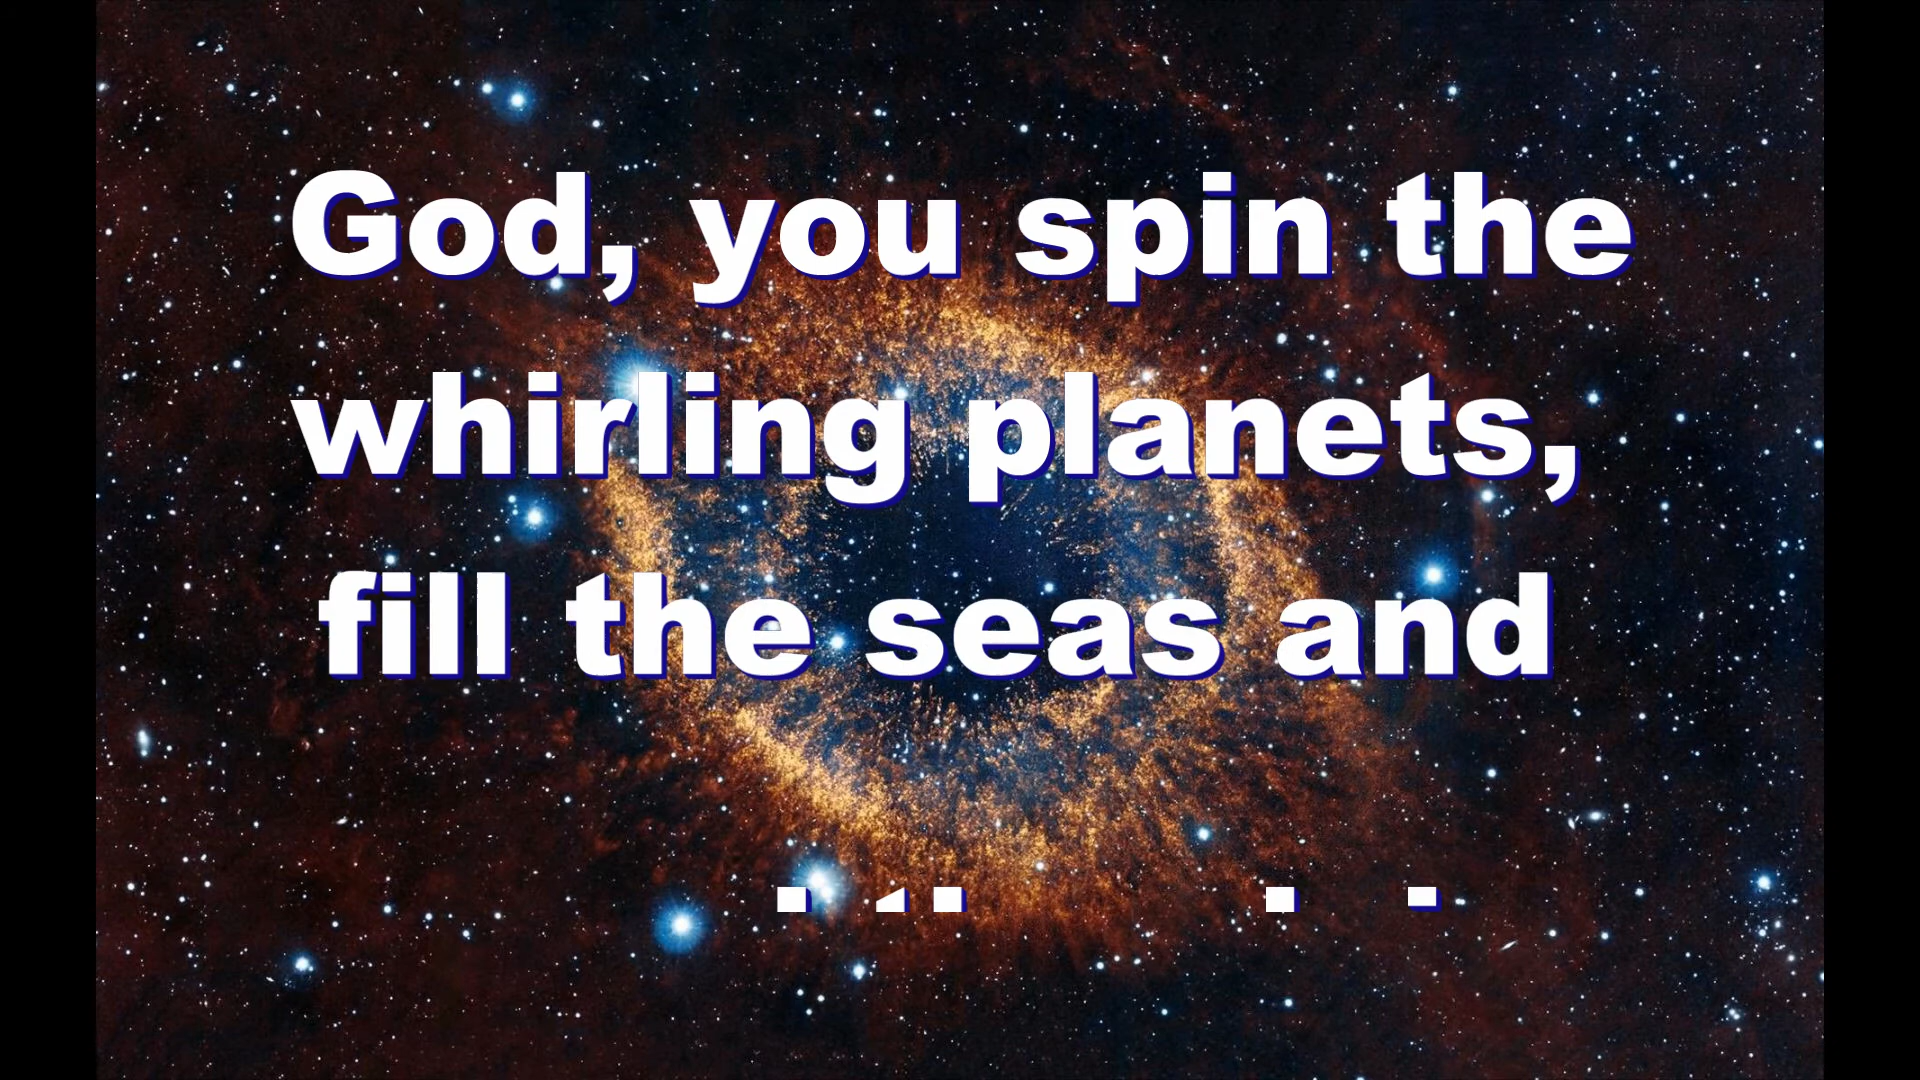 God, you spin the
whirling planets,
fill the seas and